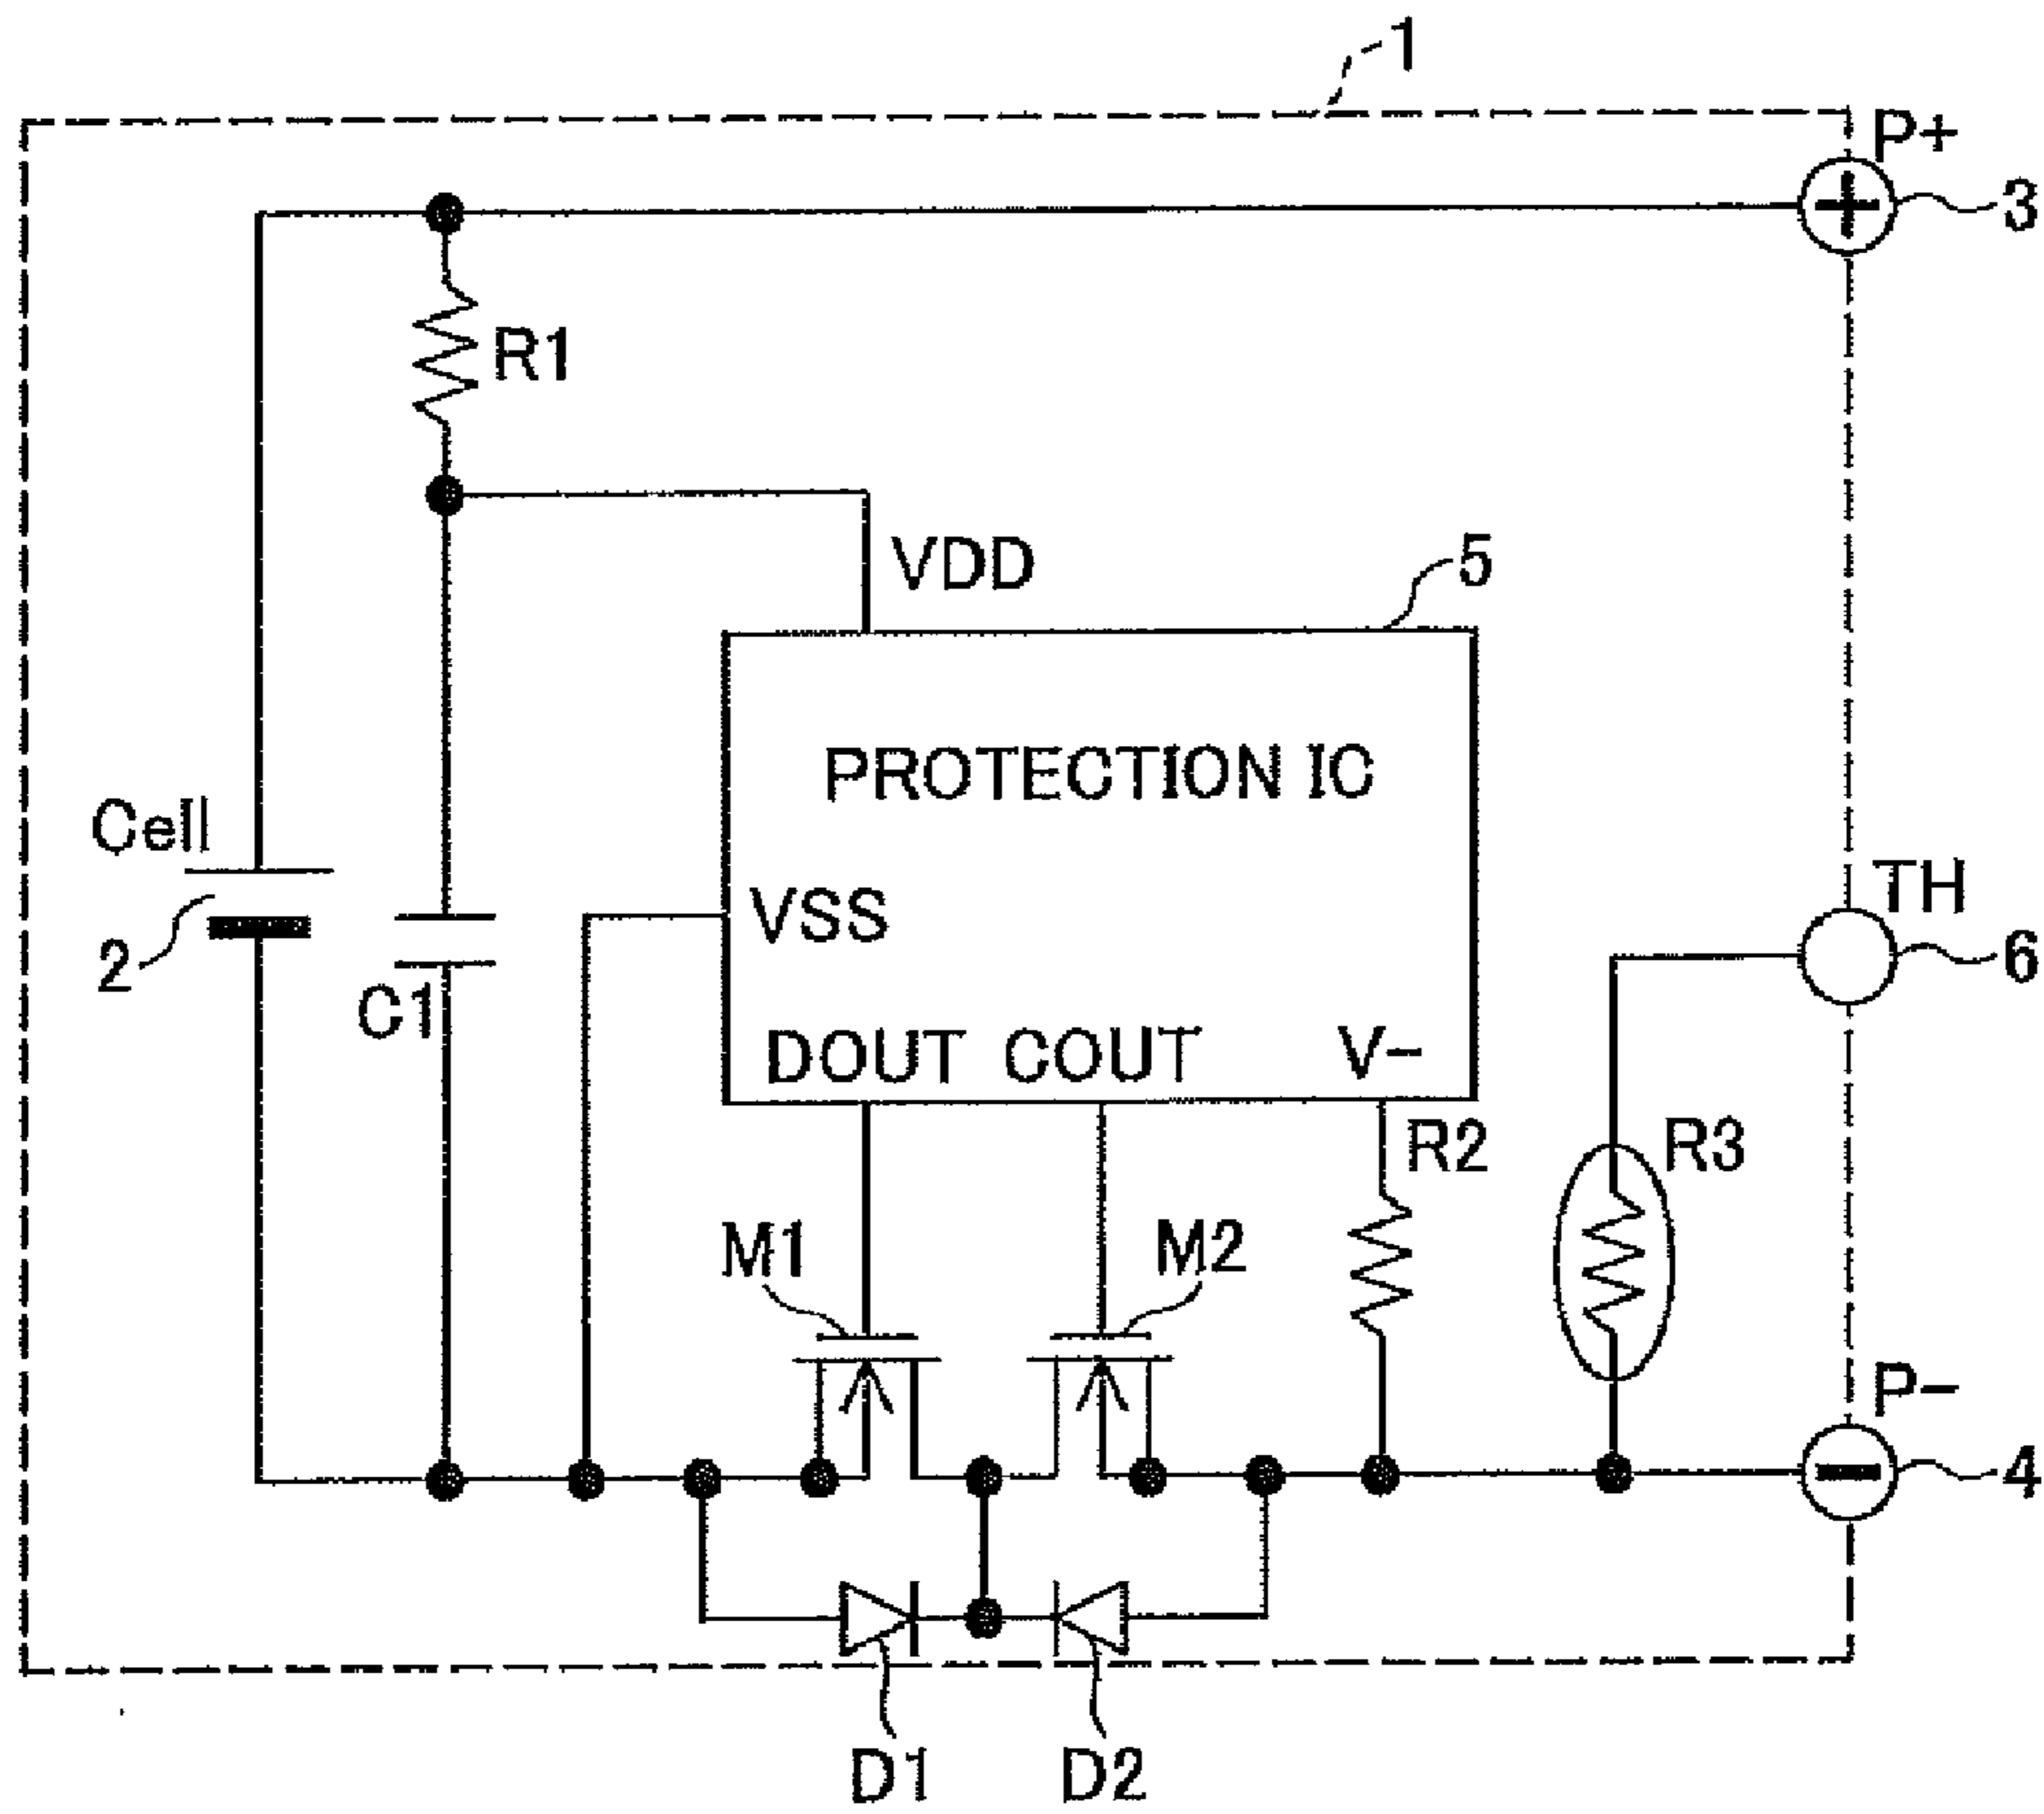 1
P+
3
R1
VDD
5
PROTECTION IC
Cell
2
VSS
TH
6
C1
DOUT COUT V-
R2
R3
M1
M2
P-
4
D1
D2